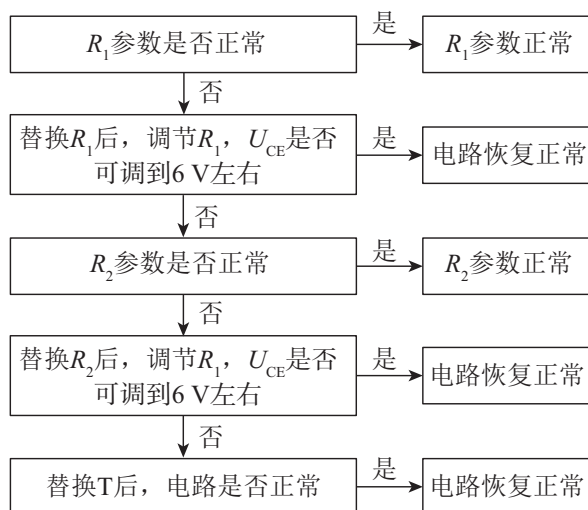 R₁参数是否正常
是
R₁参数正常
否
替换R₁后，调节R₁，U_CE是否
可调到6 V左右
是
电路恢复正常
否
R₂参数是否正常
是
R₂参数正常
否
替换R₂后，调节R₁，U_CE是否
可调到6 V左右
是
电路恢复正常
否
替换T后，电路是否正常
是
电路恢复正常